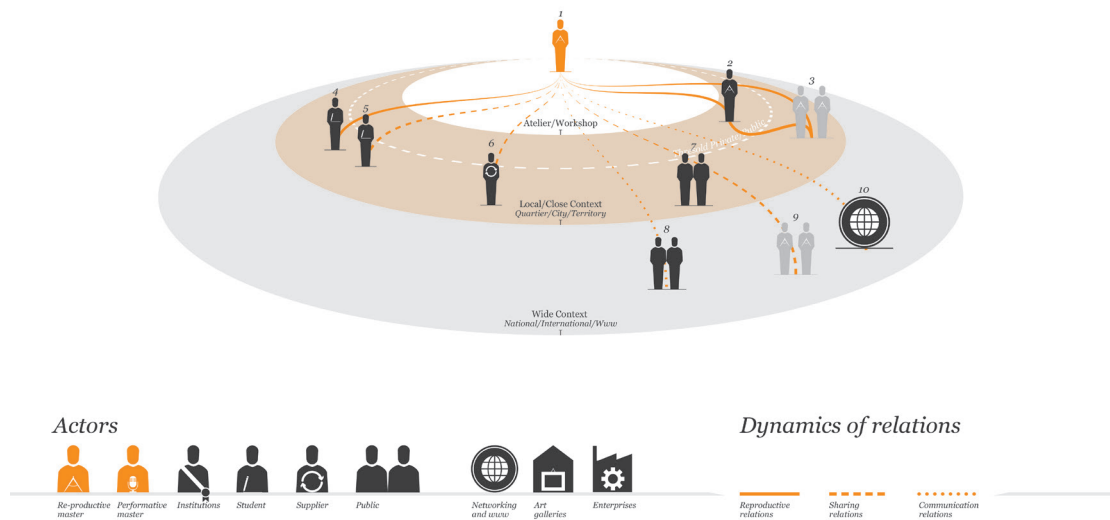 1
2
3
4
5
6
7
8
9
10
Atelier/Workshop
Private/Public
Local/Close Context
Quartier/City/Territory
Wide Context
National/International/Www
Actors
Dynamics of relations
Re-productive
master
Performative
master
Institutions
Student
Supplier
Public
Networking
and www
Art
galleries
Enterprises
Reproductive
relations
Sharing
relations
Communication
relations